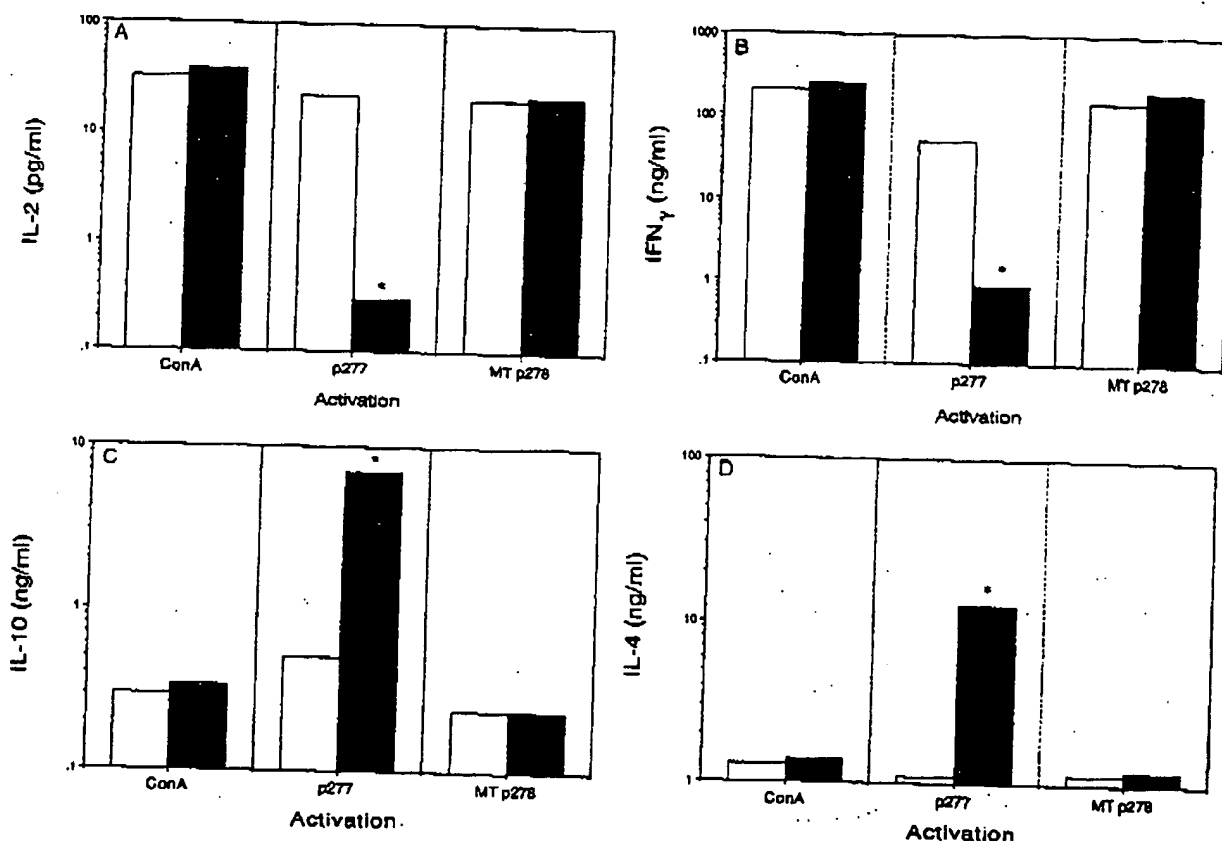 A
IL-2 (pg/ml)
100
10
1
.1
*
ConA
p277
MT p278
Activation
B
IFNγ (ng/ml)
1000
100
10
1
.1
*
ConA
p277
MT p278
Activation
C
IL-10 (ng/ml)
10
1
.1
*
ConA
p277
MT p278
Activation
D
IL-4 (ng/ml)
100
10
1
*
ConA
p277
MT p278
Activation